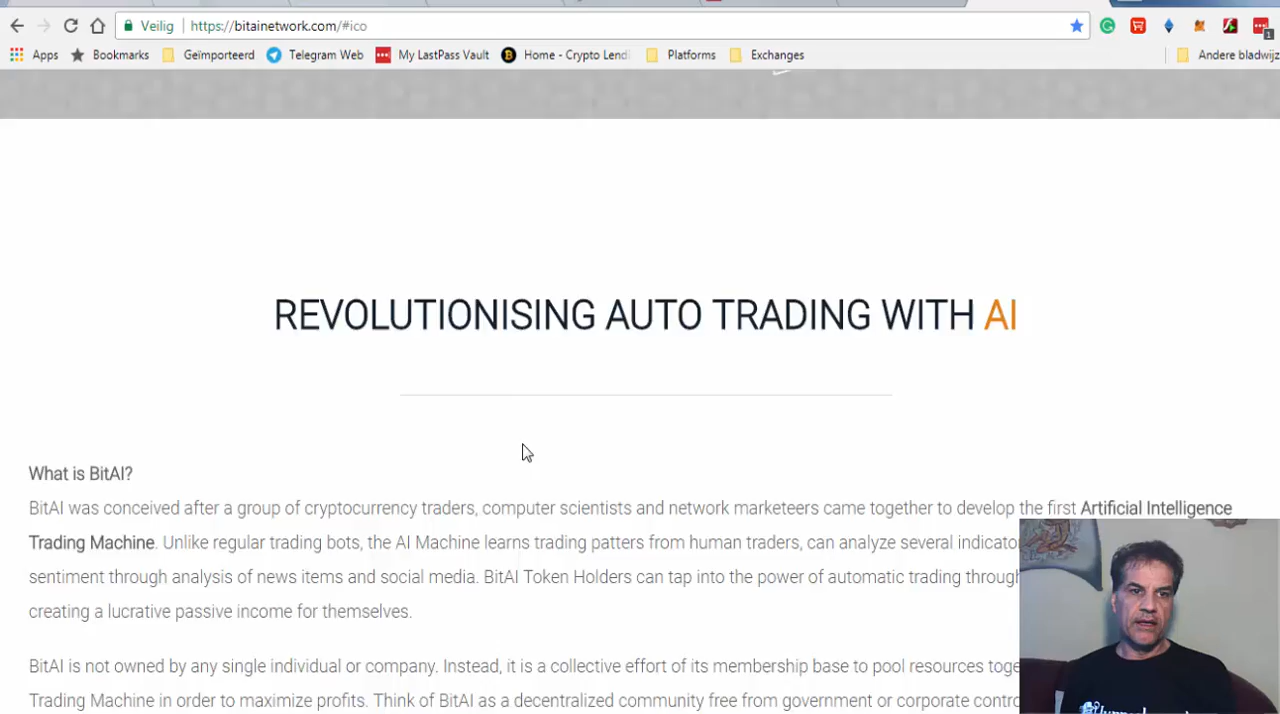 Veilig https://bitainetwork.com/#ico
Apps Bookmarks Geïmporteerd Telegram Web My LastPass Vault Home - Crypto Lendi Platforms Exchanges Andere bladwijz
1
REVOLUTIONISING AUTO TRADING WITH AI
What is BitAI?
BitAI was conceived after a group of cryptocurrency traders, computer scientists and network marketeers came together to develop the first Artificial Intelligence
Trading Machine. Unlike regular trading bots, the AI Machine learns trading patters from human traders, can analyze several indicator
sentiment through analysis of news items and social media. BitAI Token Holders can tap into the power of automatic trading through
creating a lucrative passive income for themselves.
BitAI is not owned by any single individual or company. Instead, it is a collective effort of its membership base to pool resources toge
Trading Machine in order to maximize profits. Think of BitAI as a decentralized community free from government or corporate contro